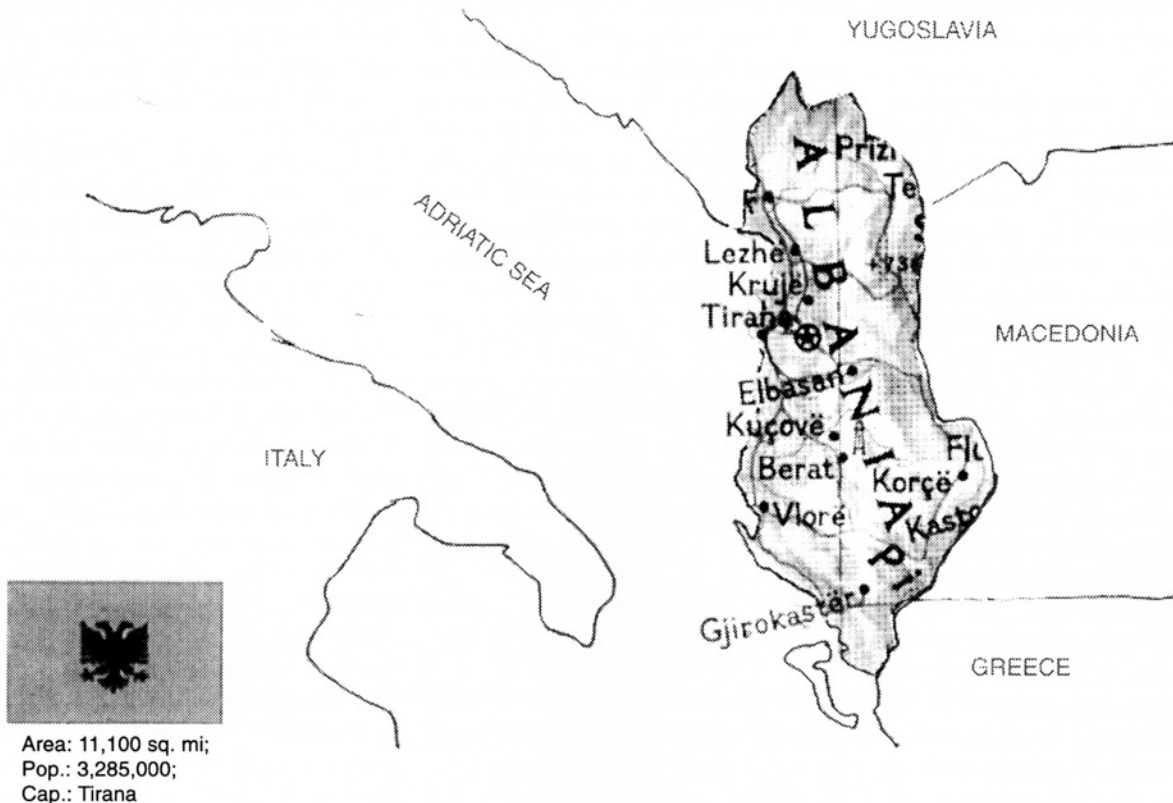 YUGOSLAVIA
ADRIATIC SEA
ALBANIA
Lezhë
Krujë
MACEDONIA
Elbasan
Kuçovë
ITALY
Berat
Korçë
Vlorë
Gjirokastër
GREECE
Area: 11,100 sq. mi;
Pop.: 3,285,000;
Cap.: Tirana